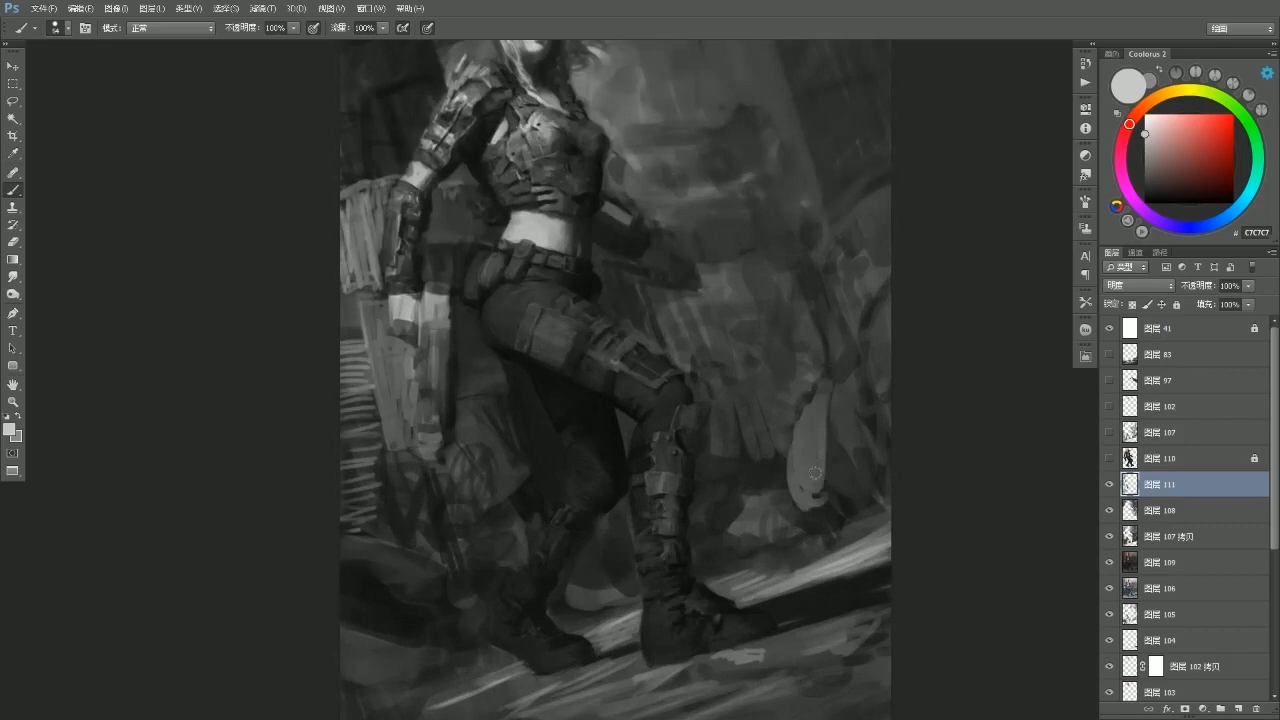 Ps 文件(F) 编辑(E) 图像(I) 图层(L) 类型(Y) 选择(S) 滤镜(T) 3D(D) 视图(V) 窗口(W) 帮助(H)
54 模式: 正常 不透明度: 100% 流量: 100% 绘画
Coolorus 2
# C7C7C7
图层 通道 路径
类型
明度 不透明度: 100%
锁定: 填充: 100%
图层 41
图层 83
图层 97
图层 102
图层 107
图层 110
图层 111
图层 108
图层 107 拷贝
图层 109
图层 106
图层 105
图层 104
图层 102 拷贝
图层 103